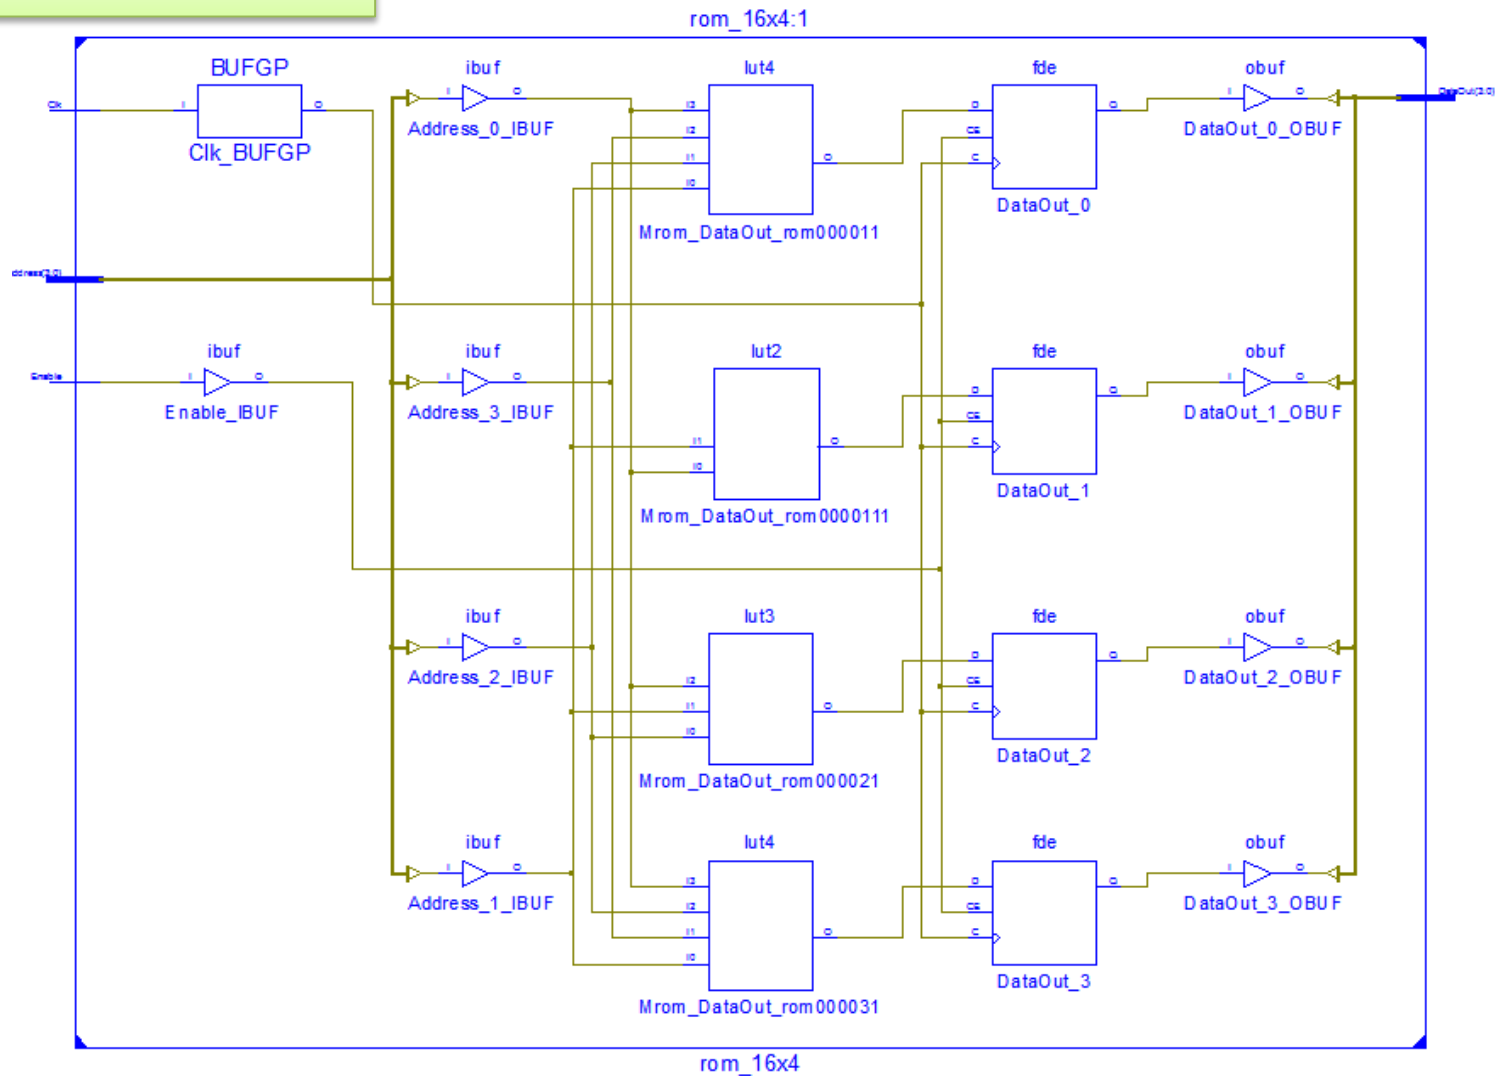 rom_16x4:1
BUFGP
ibuf
lut4
fde
obuf
Clk
I
O
I
O
I3
I2
I1
I0
O
D
CE
C
Q
I
O
Address_0_IBUF
DataOut_0_OBUF
Clk_BUFGP
DataOut_0
Mrom_DataOut_rom000011
ibuf
ibuf
lut2
fde
obuf
Enable
I
O
I
O
I1
I0
O
D
CE
C
Q
I
O
Enable_IBUF
Address_3_IBUF
DataOut_1_OBUF
DataOut_1
Mrom_DataOut_rom0000111
ibuf
lut3
fde
obuf
I
O
I2
I1
I0
O
D
CE
C
Q
I
O
Address_2_IBUF
DataOut_2_OBUF
DataOut_2
Mrom_DataOut_rom000021
ibuf
lut4
fde
obuf
I
O
I3
I2
I1
I0
O
D
CE
C
Q
I
O
Address_1_IBUF
DataOut_3_OBUF
DataOut_3
Mrom_DataOut_rom000031
rom_16x4